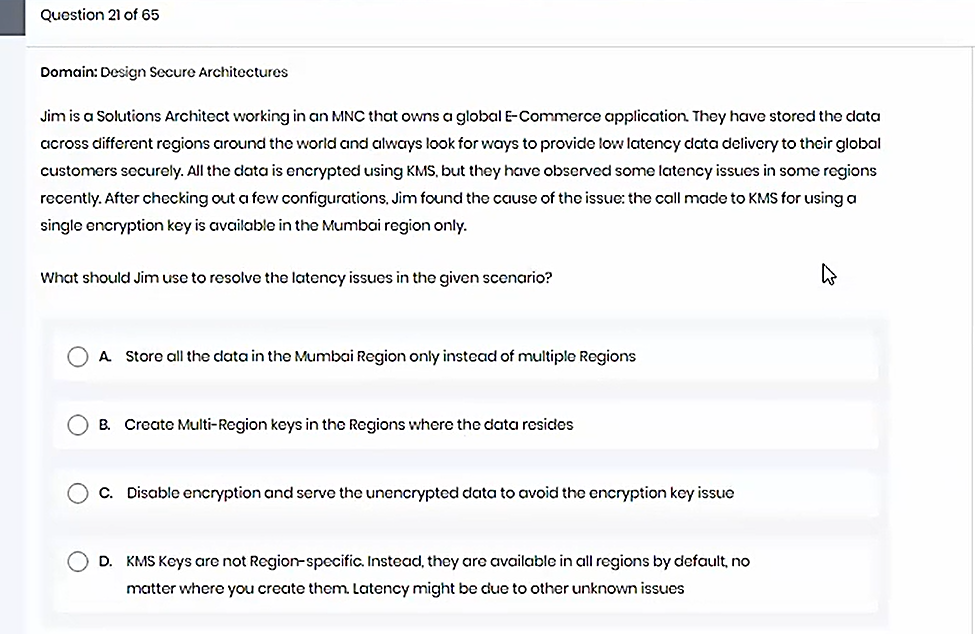 Question 21 of 65
Domain: Design Secure Architectures
Jim is a Solutions Architect working in an MNC that owns a global E-Commerce application. They have stored the data
across different regions around the world and always look for ways to provide low latency data delivery to their global
customers securely. All the data is encrypted using KMS, but they have observed some latency issues in some regions
recently. After checking out a few configurations, Jim found the cause of the issue: the call made to KMS for using a
single encryption key is available in the Mumbai region only.
What should Jim use to resolve the latency issues in the given scenario?
A. Store all the data in the Mumbai Region only instead of multiple Regions
B. Create Multi-Region keys in the Regions where the data resides
C. Disable encryption and serve the unencrypted data to avoid the encryption key issue
D. KMS Keys are not Region-specific. Instead, they are available in all regions by default, no
matter where you create them. Latency might be due to other unknown issues